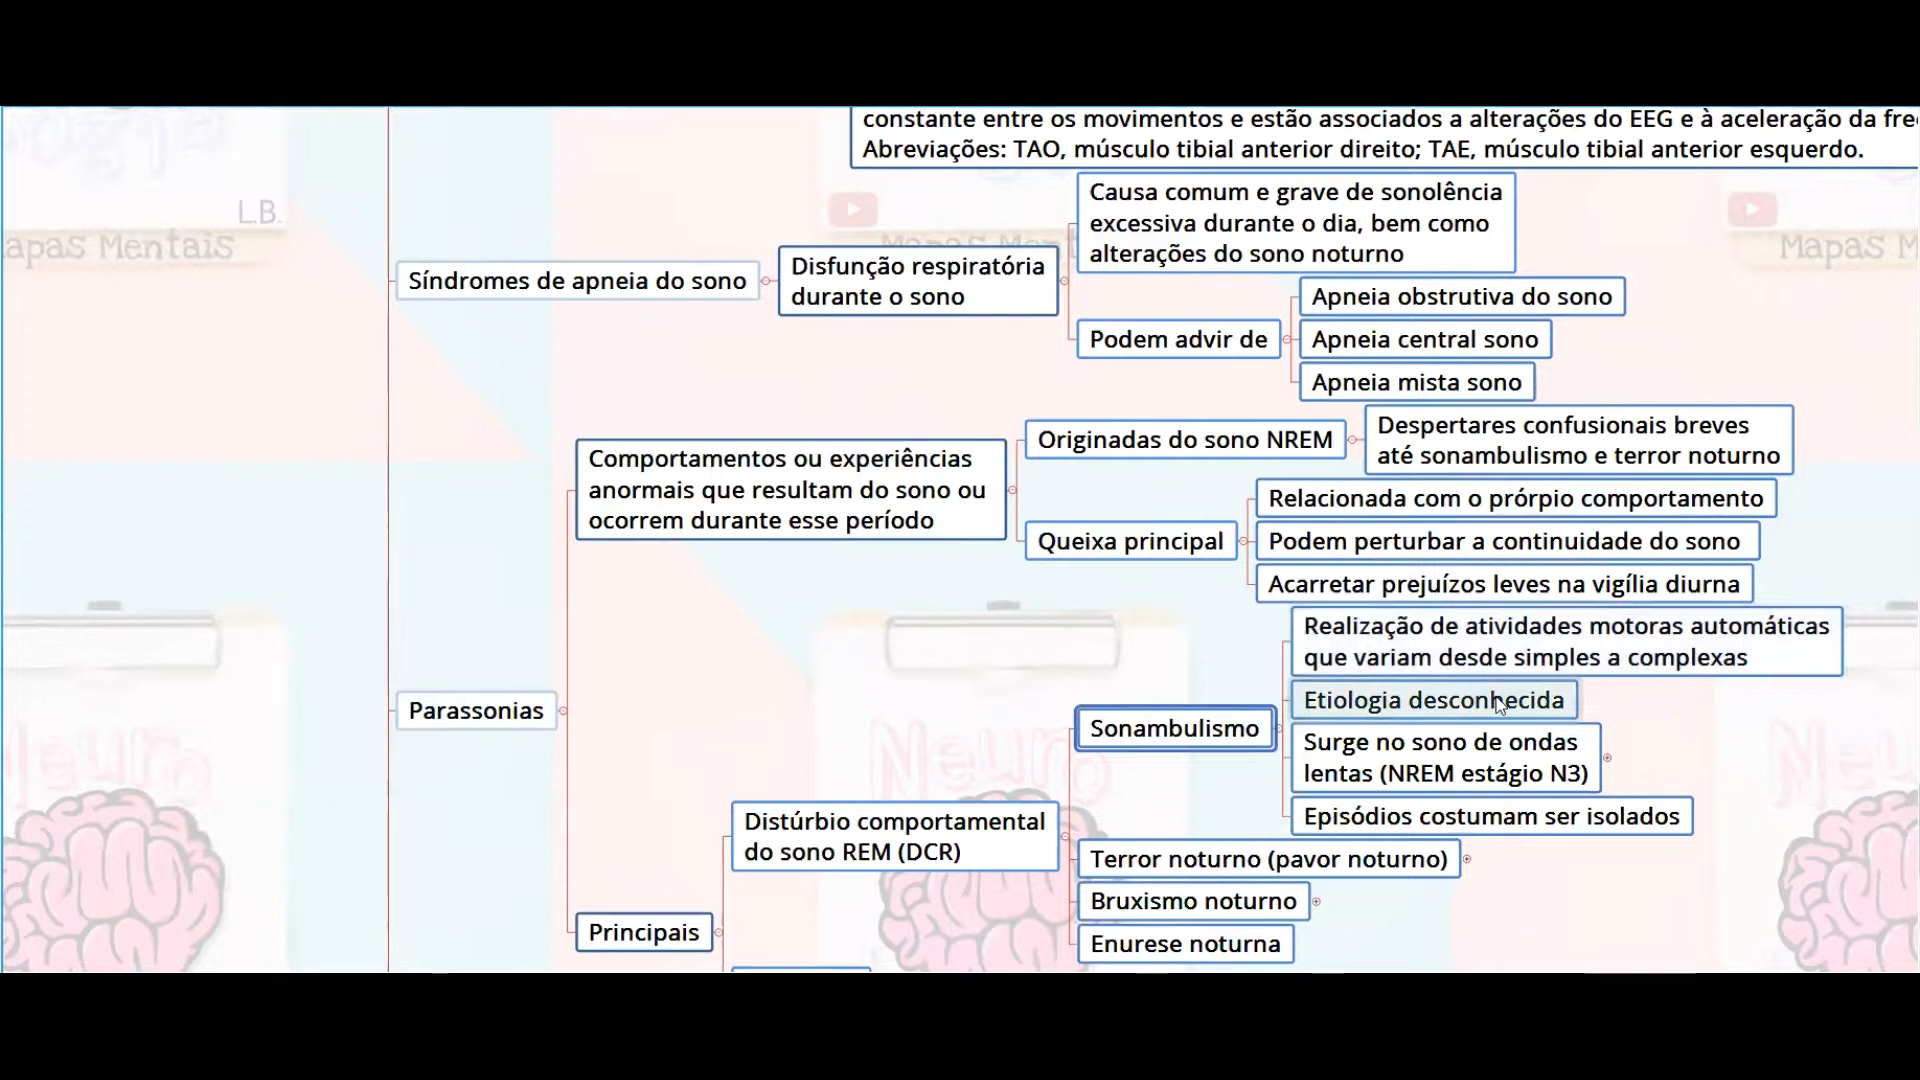 constante entre os movimentos e estão associados a alterações do EEG e à aceleração da
Abreviações: TAO, músculo tibial anterior direito; TAE, músculo tibial anterior esquerdo.
Causa comum e grave de sonolência
excessiva durante o dia, bem como
alterações do sono noturno
L.B.
Mapas Mentais
Síndromes de apneia do sono
Disfunção respiratória
durante o sono
Podem advir de
Apneia obstrutiva do sono
Apneia central sono
Apneia mista sono
Comportamentos ou experiências
anormais que resultam do sono ou
ocorrem durante esse período
Originadas do sono NREM
Despertares confusionais breves
até sonambulismo e terror noturno
Queixa principal
Relacionada com o prórpio comportamento
Podem perturbar a continuidade do sono
Acarretar prejuízos leves na vigília diurna
Parassonias
Realização de atividades motoras automáticas
que variam desde simples a complexas
Sonambulismo
Etiologia desconhecida
Surge no sono de ondas
lentas (NREM estágio N3)
Episódios costumam ser isolados
Neuro
Distúrbio comportamental
do sono REM (DCR)
Terror noturno (pavor noturno)
Bruxismo noturno
Enurese noturna
Principais